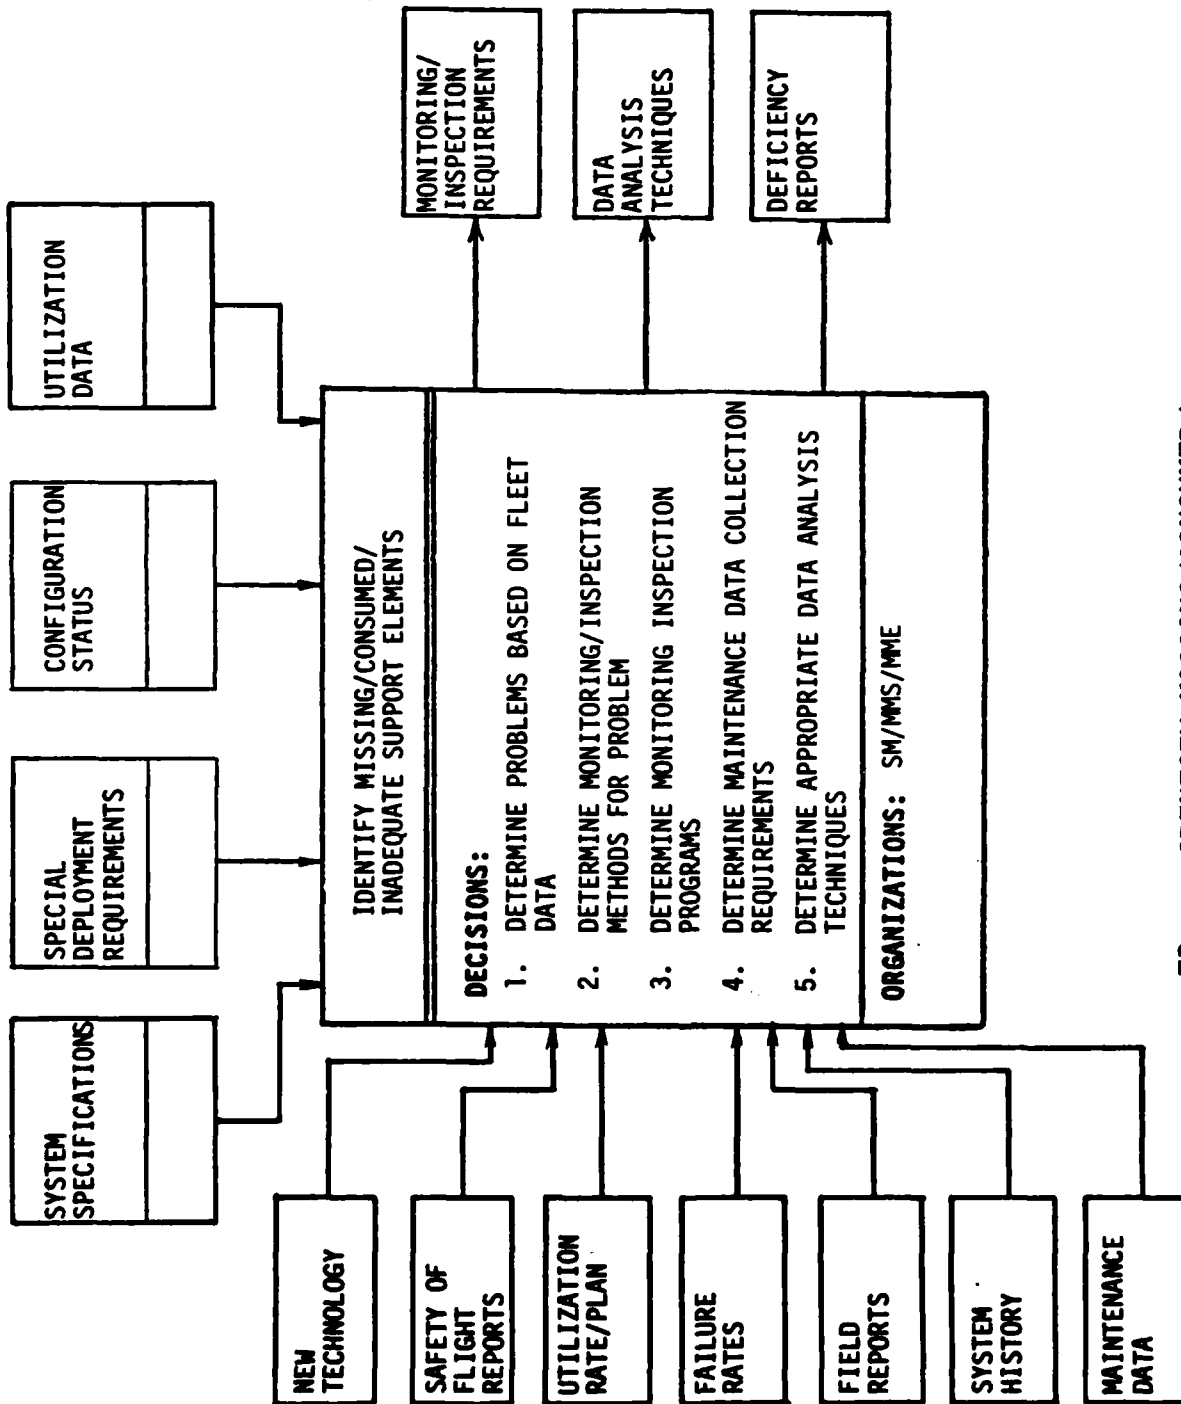 SYSTEM
SPECIFICATIONS
SPECIAL
DEPLOYMENT
REQUIREMENTS
CONFIGURATION
STATUS
UTILIZATION
DATA
NEW
TECHNOLOGY
SAFETY OF
FLIGHT
REPORTS
UTILIZATION
RATE/PLAN
FAILURE
RATES
FIELD
REPORTS
SYSTEM
HISTORY
MAINTENANCE
DATA
IDENTIFY MISSING/CONSUMED/
INADEQUATE SUPPORT ELEMENTS
DECISIONS:
1. DETERMINE PROBLEMS BASED ON FLEET
DATA
2. DETERMINE MONITORING/INSPECTION
METHODS FOR PROBLEM
3. DETERMINE MONITORING INSPECTION
PROGRAMS
4. DETERMINE MAINTENANCE DATA COLLECTION
REQUIREMENTS
5. DETERMINE APPROPRIATE DATA ANALYSIS
TECHNIQUES
ORGANIZATIONS: SM/MMS/MME
MONITORING/
INSPECTION
REQUIREMENTS
DATA
ANALYSIS
TECHNIQUES
DEFICIENCY
REPORTS